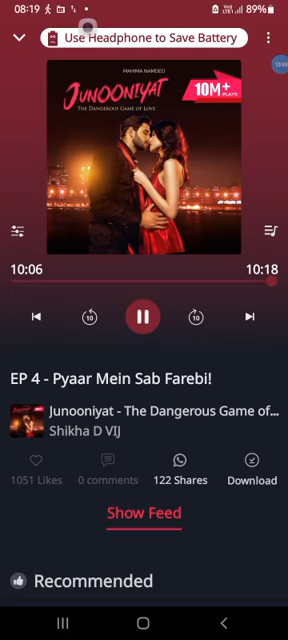 08:19
89%
Use Headphone to Save Battery
MAHIMA NAMDEO
JUNOONIYAT
THE DANGEROUS GAME OF LOVE
10M+
PLAYS
10:06
10:18
10
10
EP 4 - Pyaar Mein Sab Farebi!
Junooniyat - The Dangerous Game of...
Shikha D VIJ
1051 Likes
0 comments
122 Shares
Download
Show Feed
Recommended